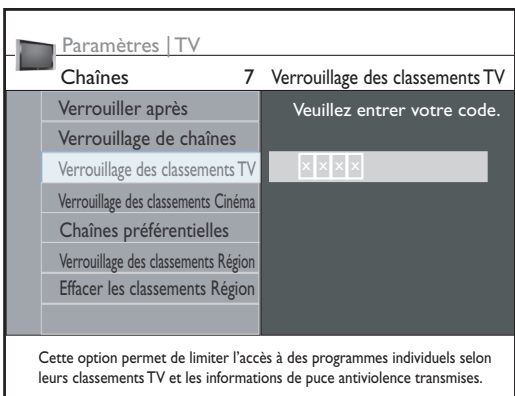 Paramètres | TV
Chaînes 7 Verrouillage des classements TV
Verrouiller après
Verrouillage de chaînes
Verrouillage des classements TV
Verrouillage des classements Cinéma
Chaînes préférentielles
Verrouillage des classements Région
Effacer les classements Région
Veuillez entrer votre code.
x x x x
Cette option permet de limiter l'accès à des programmes individuels selon
leurs classements TV et les informations de puce antiviolence transmises.